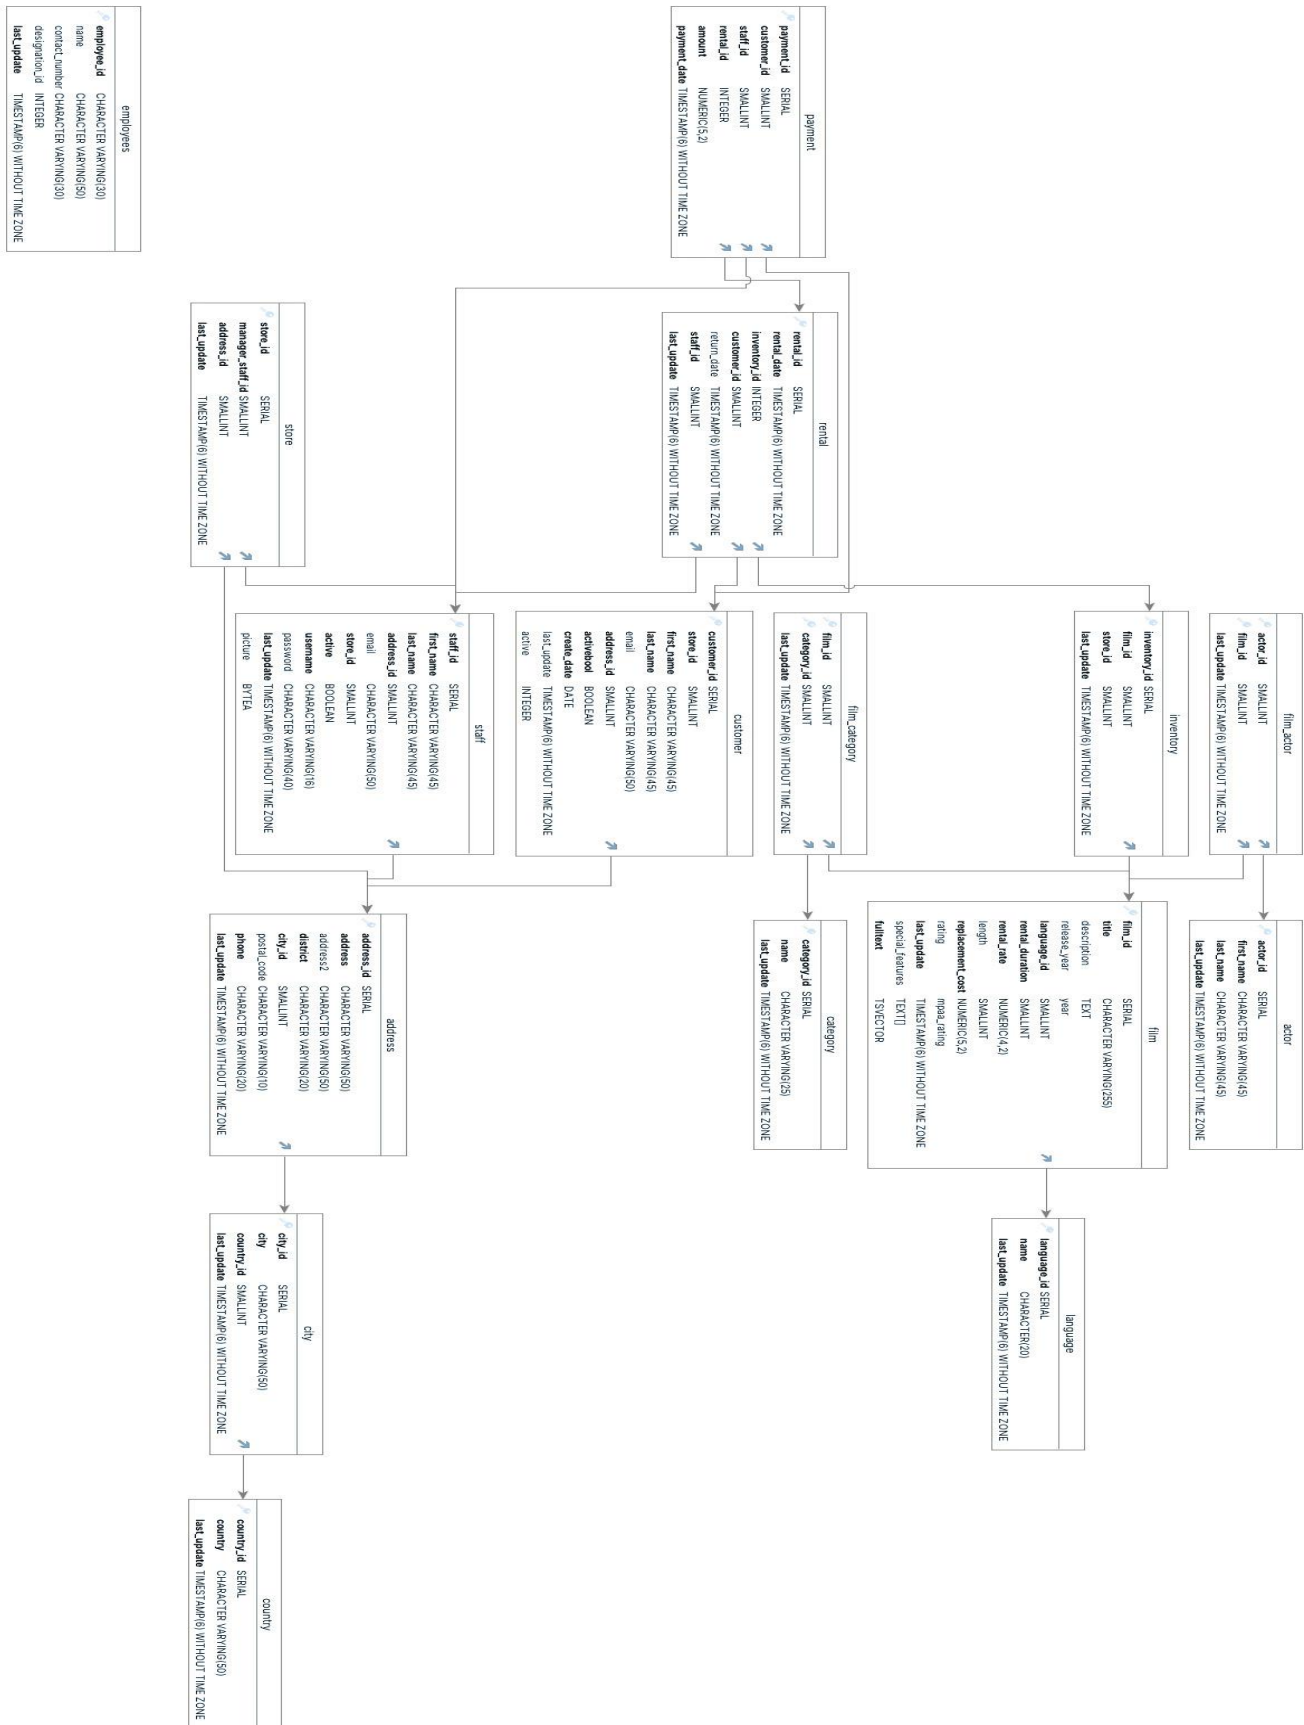 film_actor
actor_id SMALLINT
film_id SMALLINT
last_update TIMESTAMP(6) WITHOUT TIME ZONE
actor
actor_id SERIAL
first_name CHARACTER VARYING(45)
last_name CHARACTER VARYING(45)
last_update TIMESTAMP(6) WITHOUT TIME ZONE
inventory
inventory_id SERIAL
film_id SMALLINT
store_id SMALLINT
last_update TIMESTAMP(6) WITHOUT TIME ZONE
film
film_id SERIAL
title CHARACTER VARYING(255)
description TEXT
release_year year
language_id SMALLINT
rental_duration SMALLINT
rental_rate NUMERIC(4,2)
length SMALLINT
replacement_cost NUMERIC(5,2)
rating mpaa_rating
last_update TIMESTAMP(6) WITHOUT TIME ZONE
special_features TEXT[]
fulltext TSVECTOR
language
language_id SERIAL
name CHARACTER(20)
last_update TIMESTAMP(6) WITHOUT TIME ZONE
payment
payment_id SERIAL
customer_id SMALLINT
staff_id SMALLINT
rental_id INTEGER
amount NUMERIC(5,2)
payment_date TIMESTAMP(6) WITHOUT TIME ZONE
rental
rental_id SERIAL
rental_date TIMESTAMP(6) WITHOUT TIME ZONE
inventory_id INTEGER
customer_id SMALLINT
return_date TIMESTAMP(6) WITHOUT TIME ZONE
staff_id SMALLINT
last_update TIMESTAMP(6) WITHOUT TIME ZONE
film_category
film_id SMALLINT
category_id SMALLINT
last_update TIMESTAMP(6) WITHOUT TIME ZONE
category
category_id SERIAL
name CHARACTER VARYING(25)
last_update TIMESTAMP(6) WITHOUT TIME ZONE
customer
customer_id SERIAL
store_id SMALLINT
first_name CHARACTER VARYING(45)
last_name CHARACTER VARYING(45)
email CHARACTER VARYING(50)
address_id SMALLINT
activebool BOOLEAN
create_date DATE
last_update TIMESTAMP(6) WITHOUT TIME ZONE
active INTEGER
staff
staff_id SERIAL
first_name CHARACTER VARYING(45)
last_name CHARACTER VARYING(45)
address_id SMALLINT
email CHARACTER VARYING(50)
store_id SMALLINT
active BOOLEAN
username CHARACTER VARYING(16)
password CHARACTER VARYING(40)
last_update TIMESTAMP(6) WITHOUT TIME ZONE
picture BYTEA
address
address_id SERIAL
address CHARACTER VARYING(50)
address2 CHARACTER VARYING(50)
district CHARACTER VARYING(20)
city_id SMALLINT
postal_code CHARACTER VARYING(10)
phone CHARACTER VARYING(20)
last_update TIMESTAMP(6) WITHOUT TIME ZONE
store
store_id SERIAL
manager_staff_id SMALLINT
address_id SMALLINT
last_update TIMESTAMP(6) WITHOUT TIME ZONE
city
city_id SERIAL
city CHARACTER VARYING(50)
country_id SMALLINT
last_update TIMESTAMP(6) WITHOUT TIME ZONE
country
country_id SERIAL
country CHARACTER VARYING(50)
last_update TIMESTAMP(6) WITHOUT TIME ZONE
employees
employee_id CHARACTER VARYING(30)
name CHARACTER VARYING(50)
contact_number CHARACTER VARYING(30)
designation_id INTEGER
last_update TIMESTAMP(6) WITHOUT TIME ZONE